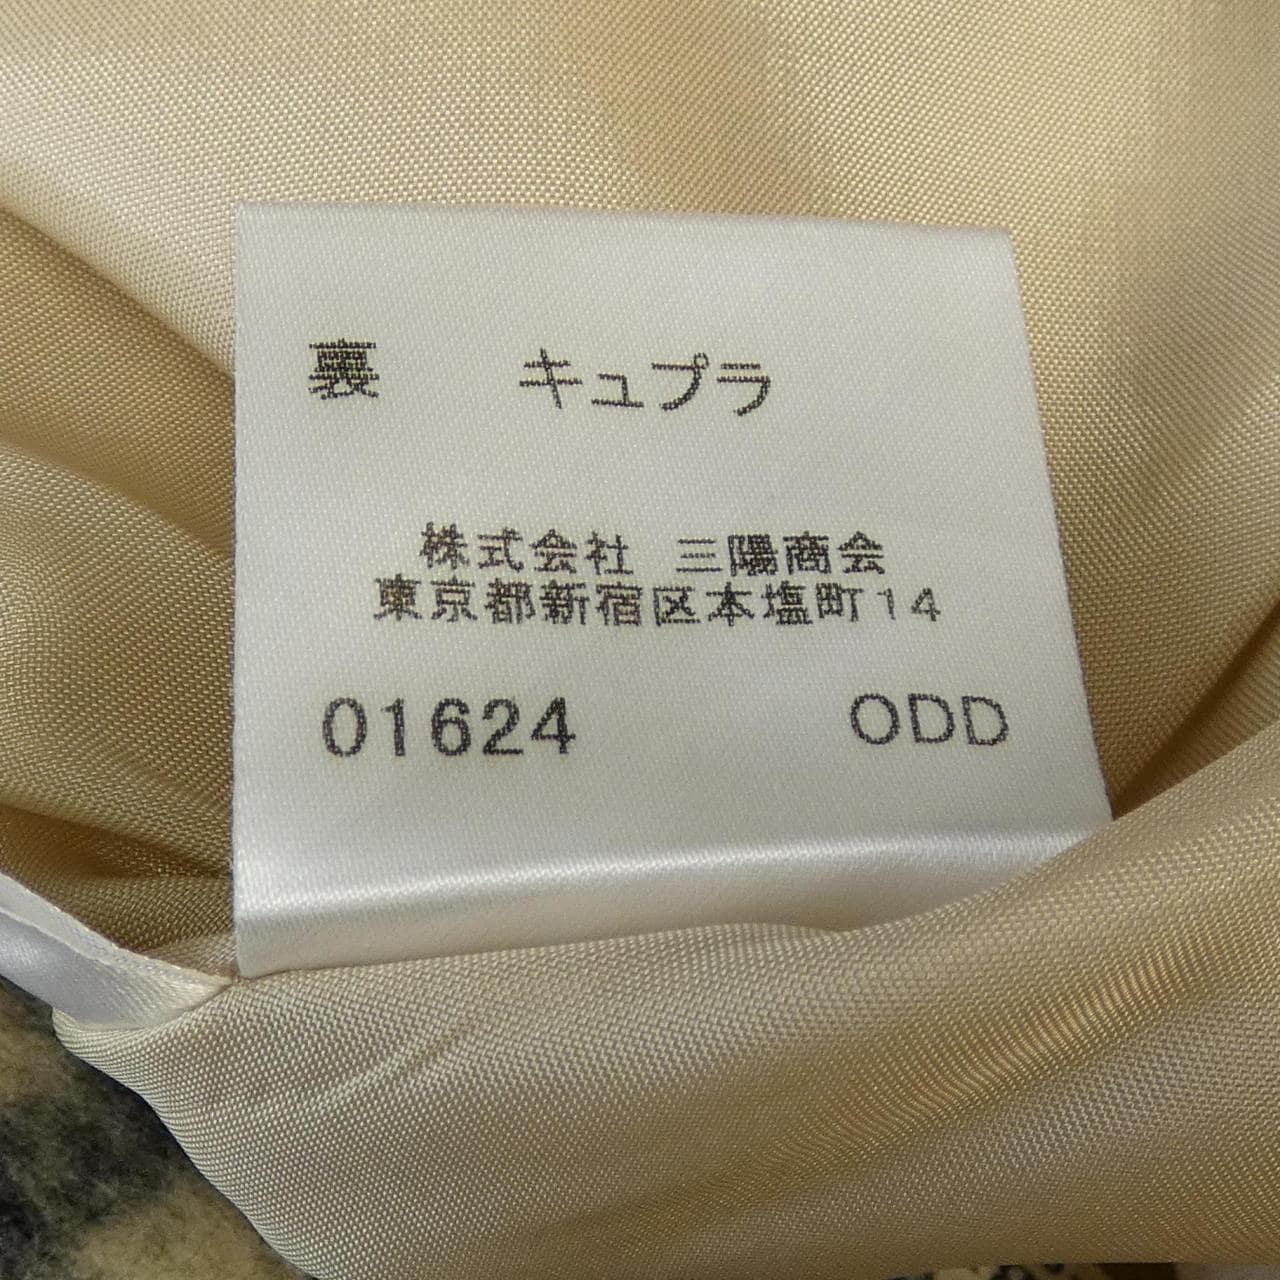 裏 キュプラ
株式会社 三陽商会
東京都新宿区本塩町14
01624 ODD